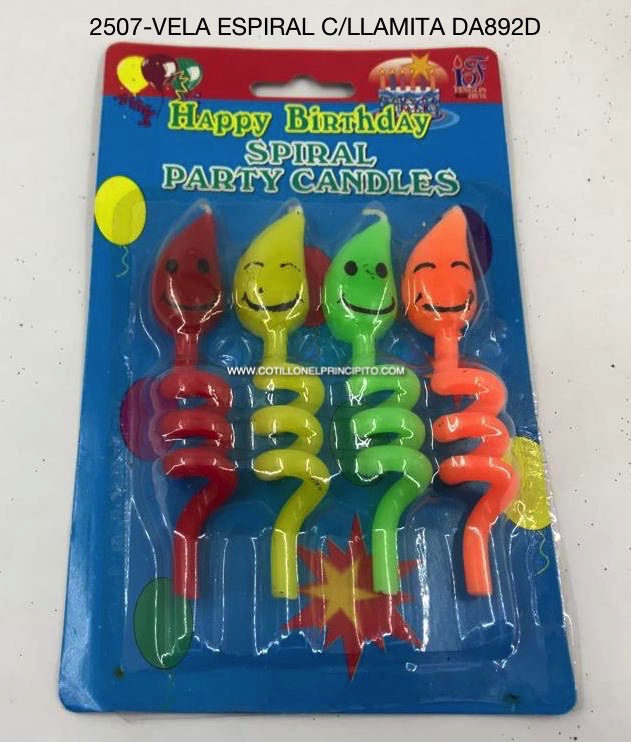 2507-VELA ESPIRAL C/LLAMITA DA892D
HAPPY BIRTHDAY
SPIRAL
PARTY CANDLES
WWW.COTILLONELPRINCIPITO.COM